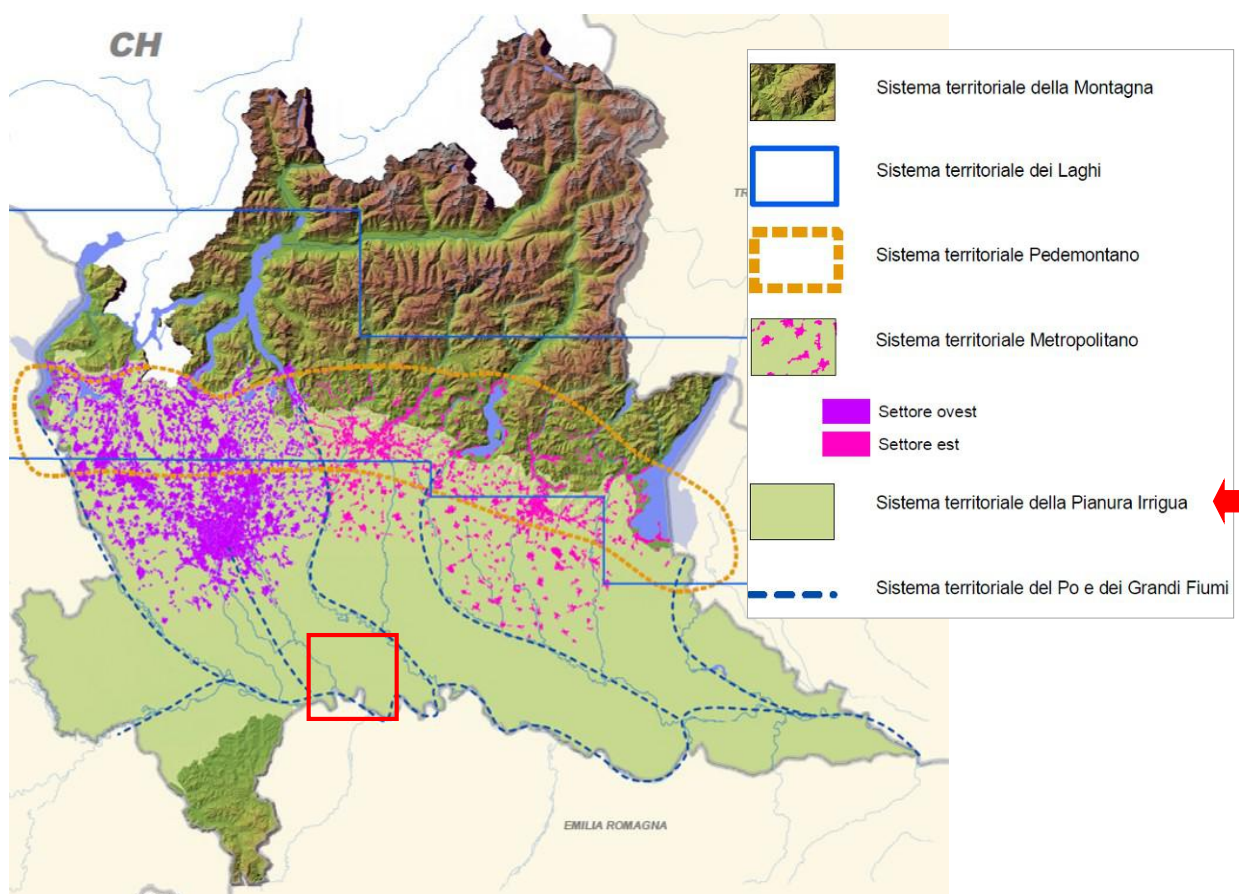 CH
Sistema territoriale della Montagna
Sistema territoriale dei Laghi
TR
Sistema territoriale Pedemontano
Sistema territoriale Metropolitano
Settore ovest
Settore est
Sistema territoriale della Pianura Irrigua
Sistema territoriale del Po e dei Grandi Fiumi
EMILIA ROMAGNA